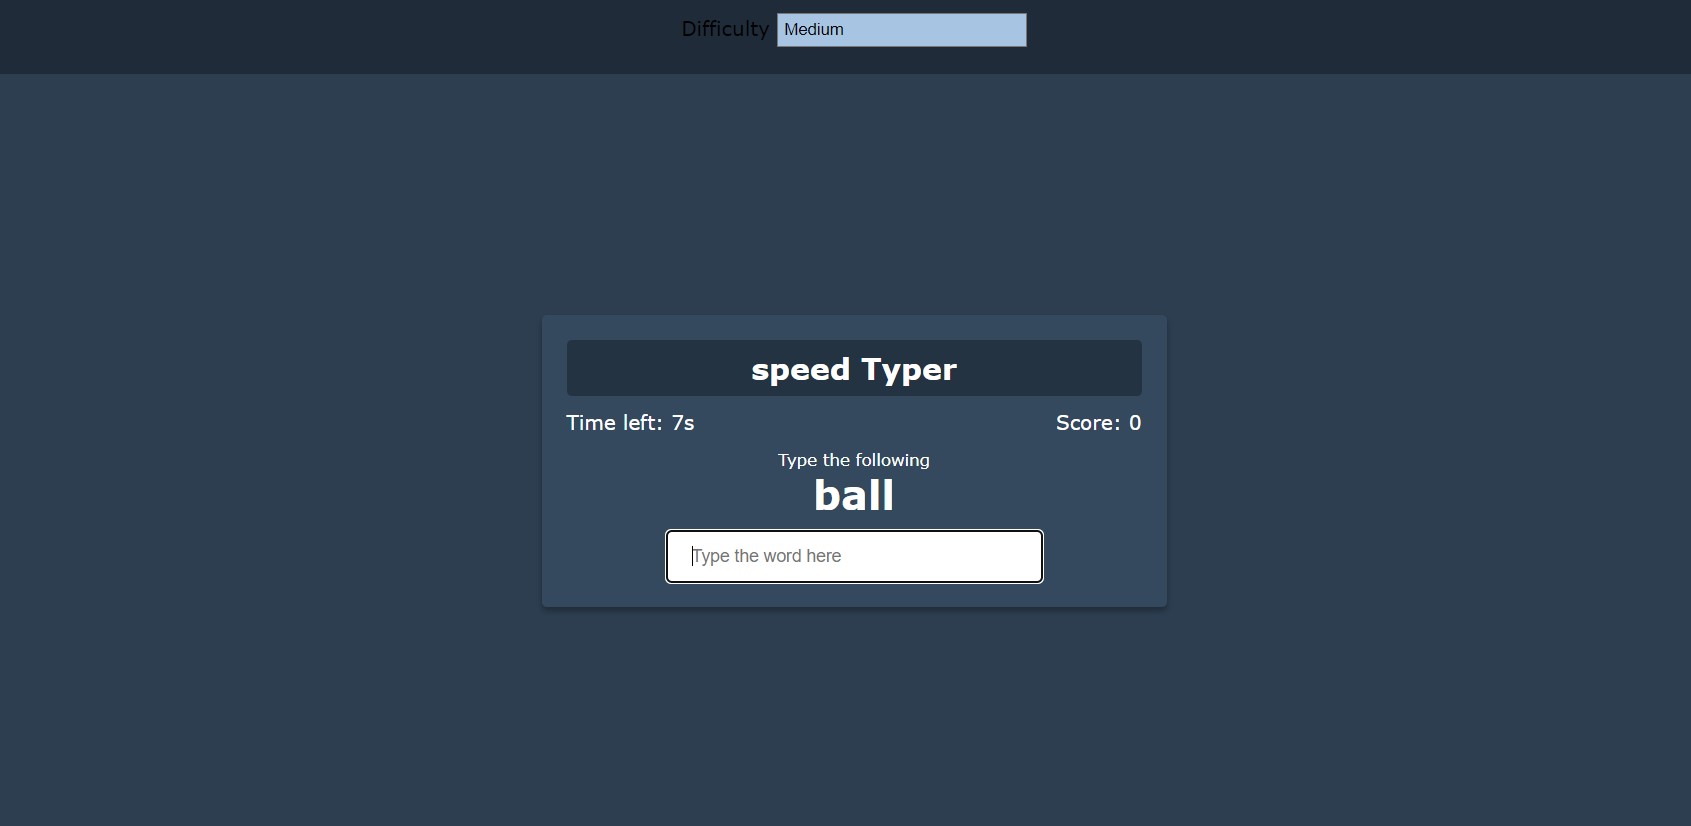 Difficulty Medium
speed Typer
Time left: 7s Score: 0
Type the following
ball
Type the word here